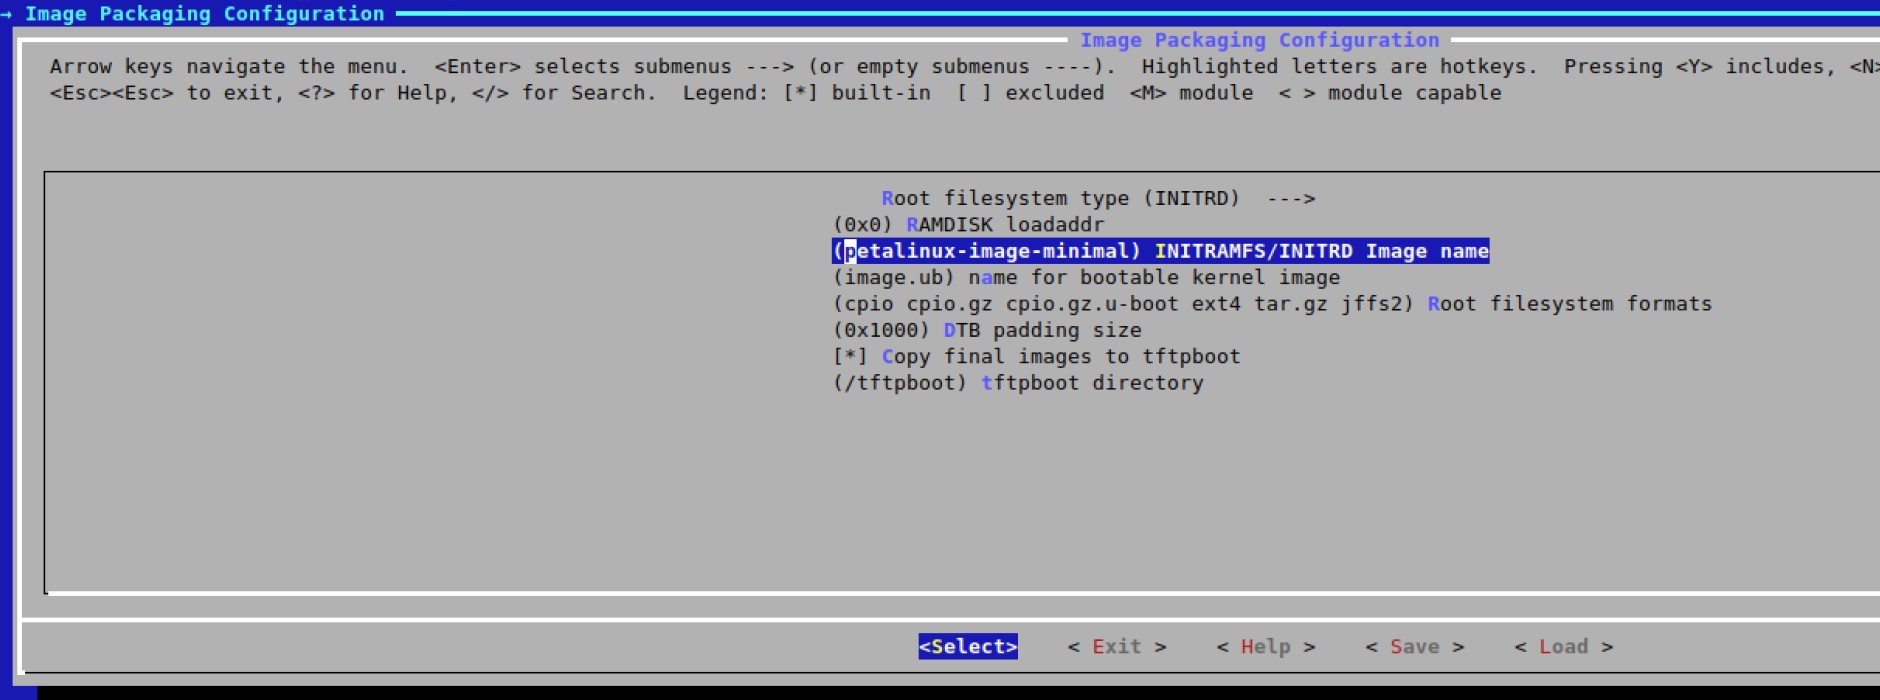 → Image Packaging Configuration
Image Packaging Configuration
Arrow keys navigate the menu.  <Enter> selects submenus ---> (or empty submenus ----).  Highlighted letters are hotkeys.  Pressing <Y> includes, <N>
<Esc><Esc> to exit, <?> for Help, </> for Search.  Legend: [*] built-in  [ ] excluded  <M> module  < > module capable
Root filesystem type (INITRD)  --->
(0x0) RAMDISK loadaddr
(petalinux-image-minimal) INITRAMFS/INITRD Image name
(image.ub) name for bootable kernel image
(cpio cpio.gz cpio.gz.u-boot ext4 tar.gz jffs2) Root filesystem formats
(0x1000) DTB padding size
[*] Copy final images to tftpboot
(/tftpboot) tftpboot directory
<Select>    < Exit >    < Help >    < Save >    < Load >